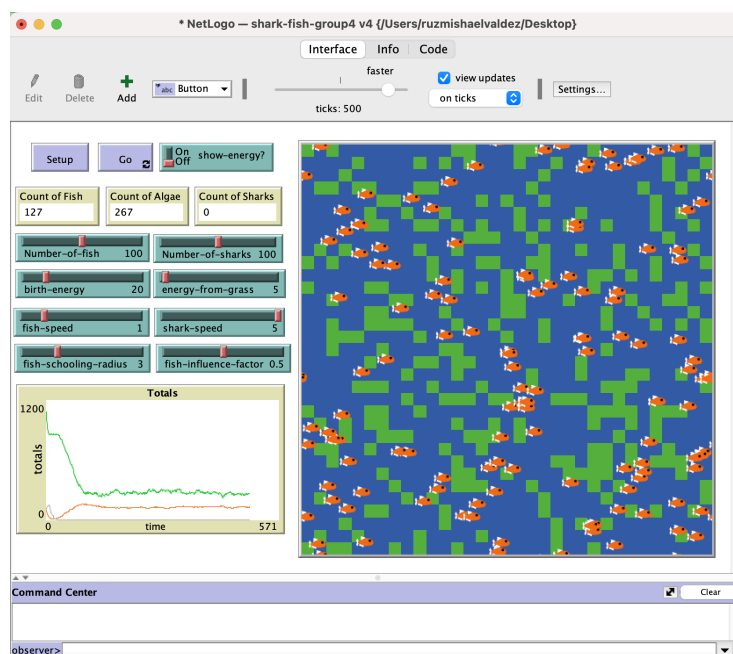 * NetLogo — shark-fish-group4 v4 {/Users/ruzmishaelvaldez/Desktop}
Interface Info Code
Edit Delete Add abc Button faster view updates Settings...
ticks: 500 on ticks
Setup Go On Off show-energy?
Count of Fish Count of Algae Count of Sharks
127 267 0
Number-of-fish 100 Number-of-sharks 100
birth-energy 20 energy-from-grass 5
fish-speed 1 shark-speed 5
fish-schooling-radius 3 fish-influence-factor 0.5
Totals
1200
totals
0
0 time 571
Command Center Clear
observer>